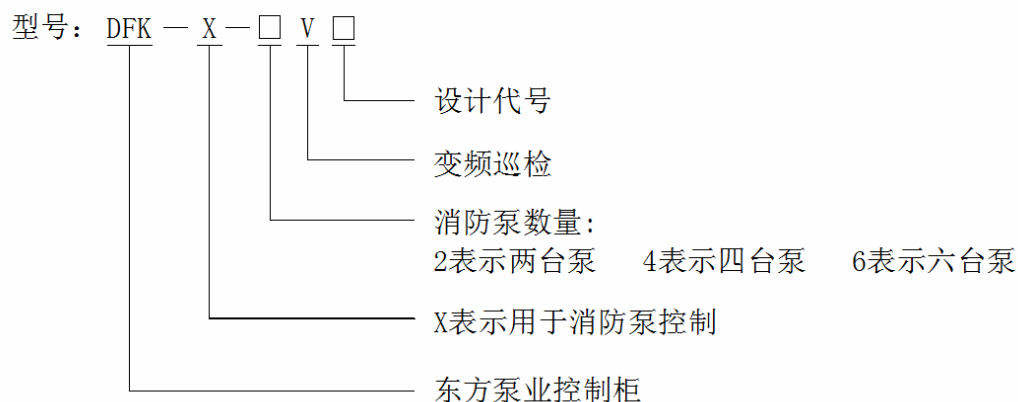 型号: DFK — X — □ V □
设计代号
变频巡检
消防泵数量:
2表示两台泵 4表示四台泵 6表示六台泵
X表示用于消防泵控制
东方泵业控制柜